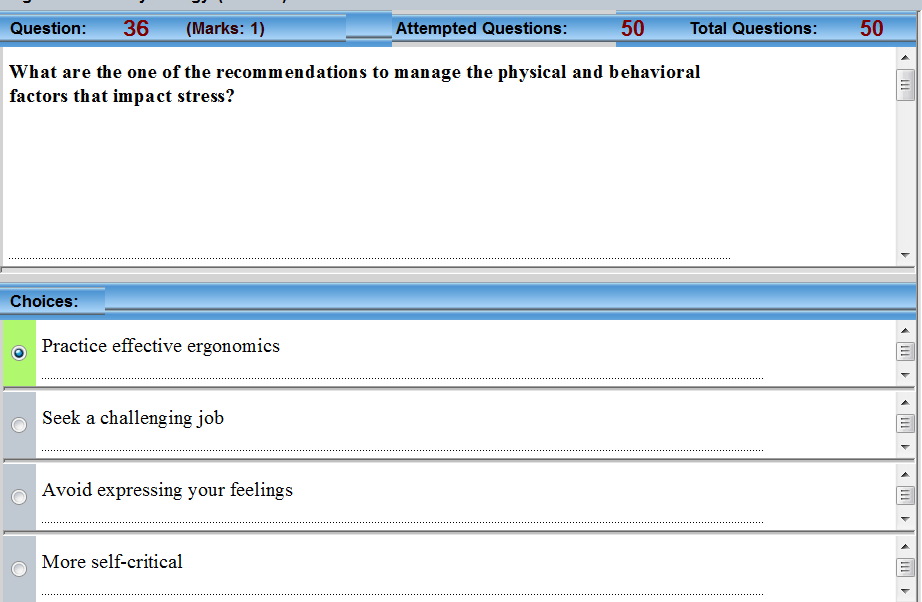 Question: 36 (Marks: 1) Attempted Questions: 50 Total Questions: 50
What are the one of the recommendations to manage the physical and behavioral
factors that impact stress?
Choices:
Practice effective ergonomics
Seek a challenging job
Avoid expressing your feelings
More self-critical